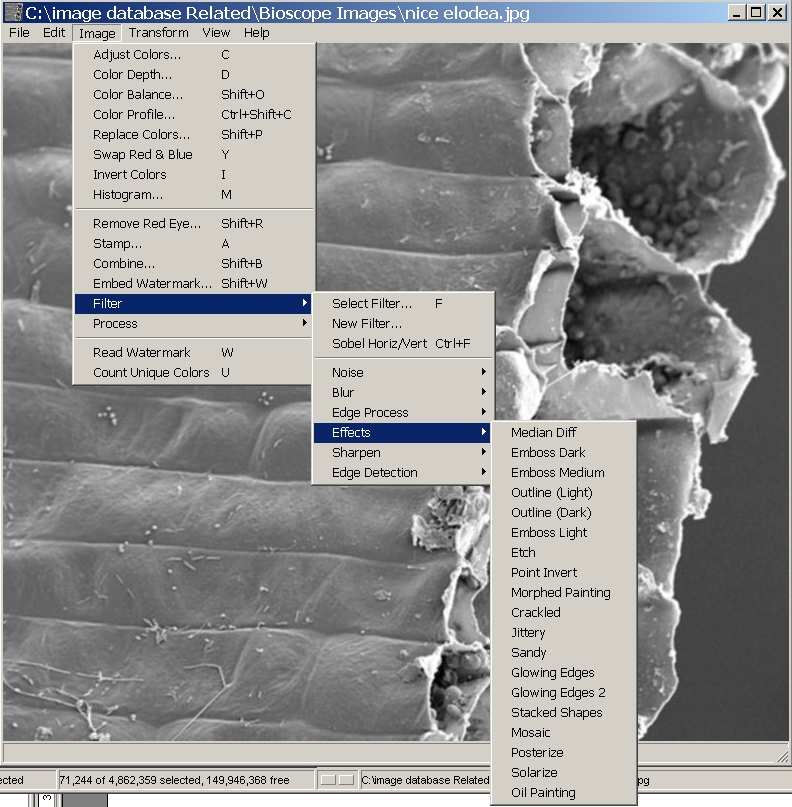 C:\image database Related\Bioscope Images\nice elodea.jpg
File Edit Image Transform View Help
Adjust Colors... C
Color Depth... D
Color Balance... Shift+O
Color Profile... Ctrl+Shift+C
Replace Colors... Shift+P
Swap Red & Blue Y
Invert Colors I
Histogram... M
Remove Red Eye... Shift+R
Stamp... A
Combine... Shift+B
Embed Watermark... Shift+W
Filter
Process
Read Watermark W
Count Unique Colors U
Select Filter... F
New Filter...
Sobel Horiz/Vert Ctrl+F
Noise
Blur
Edge Process
Effects
Sharpen
Edge Detection
Median Diff
Emboss Dark
Emboss Medium
Outline (Light)
Outline (Dark)
Emboss Light
Etch
Point Invert
Morphed Painting
Crackled
Jittery
Sandy
Glowing Edges
Glowing Edges 2
Stacked Shapes
Mosaic
Posterize
Solarize
Oil Painting
ected 71,244 of 4,862,359 selected, 149,946,368 free C:\image database Related pg
3